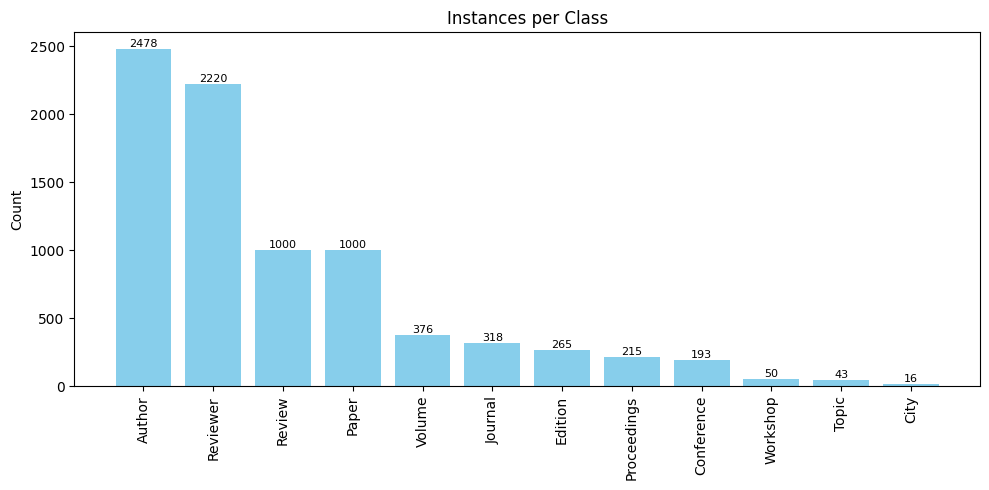 Instances per Class
Count
2500
2000
1500
1000
500
0
2478
2220
1000
1000
376
318
265
215
193
50
43
16
Author
Reviewer
Review
Paper
Volume
Journal
Edition
Proceedings
Conference
Workshop
Topic
City